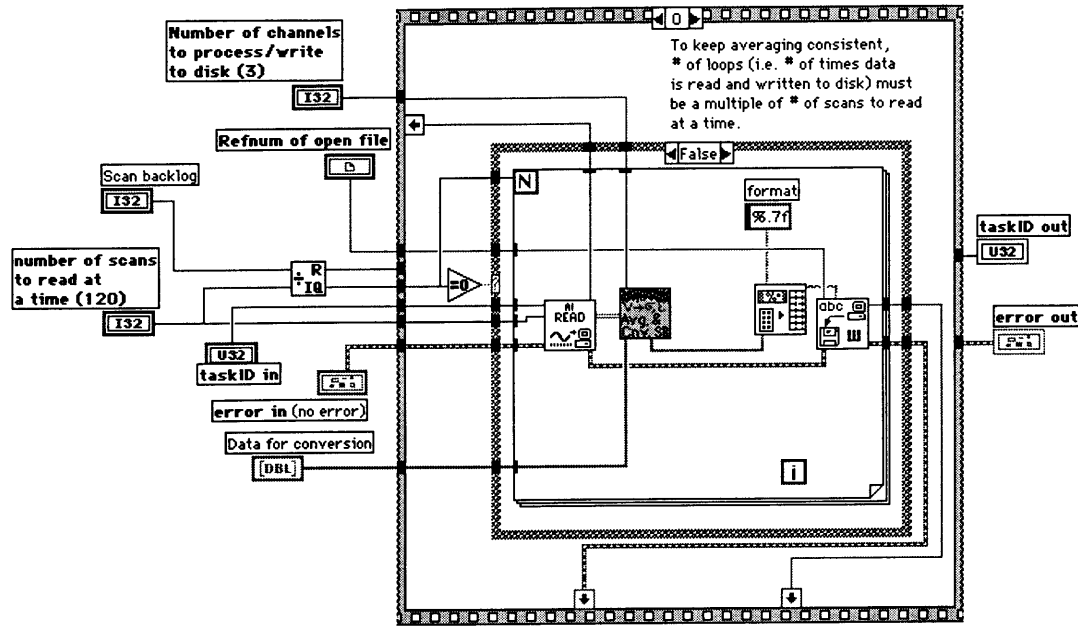 0
Number of channels
to process/write
to disk (3)
I32
To keep averaging consistent,
# of loops (i.e. # of times data
is read and written to disk) must
be a multiple of # of scans to read
at a time.
Refnum of open file
False
Scan backlog
I32
N
format
%.7f
taskID out
U32
number of scans
to read at
a time (120)
I32
÷ R
IQ
=0
AI
READ
Avg &
abc
error out
U32
taskID in
error in (no error)
Data for conversion
[DBL]
i